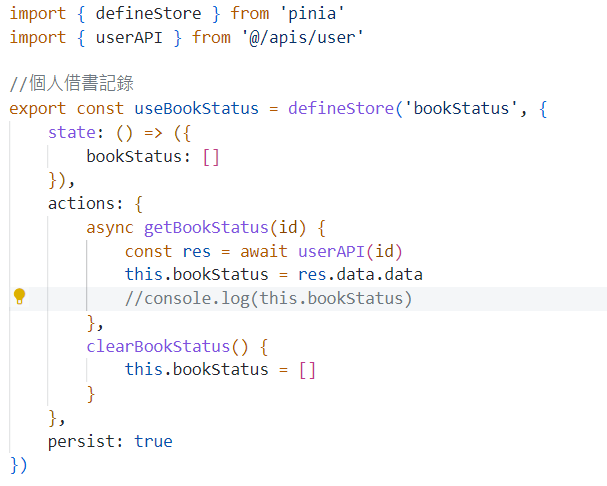 import { defineStore } from 'pinia'
import { userAPI } from '@/apis/user'

//個人借書記錄
export const useBookStatus = defineStore('bookStatus', {
    state: () => ({
        bookStatus: []
    }),
    actions: {
        async getBookStatus(id) {
            const res = await userAPI(id)
            this.bookStatus = res.data.data
            //console.log(this.bookStatus)
        },
        clearBookStatus() {
            this.bookStatus = []
        }
    },
    persist: true
})